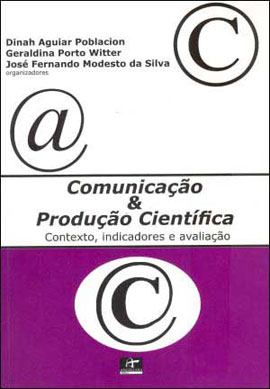 Dinah Aguiar Poblacion
Geraldina Porto Witter
José Fernando Modesto da Silva
organizadores
©
@
Comunicação
&
Produção Científica
Contexto, indicadores e avaliação
©